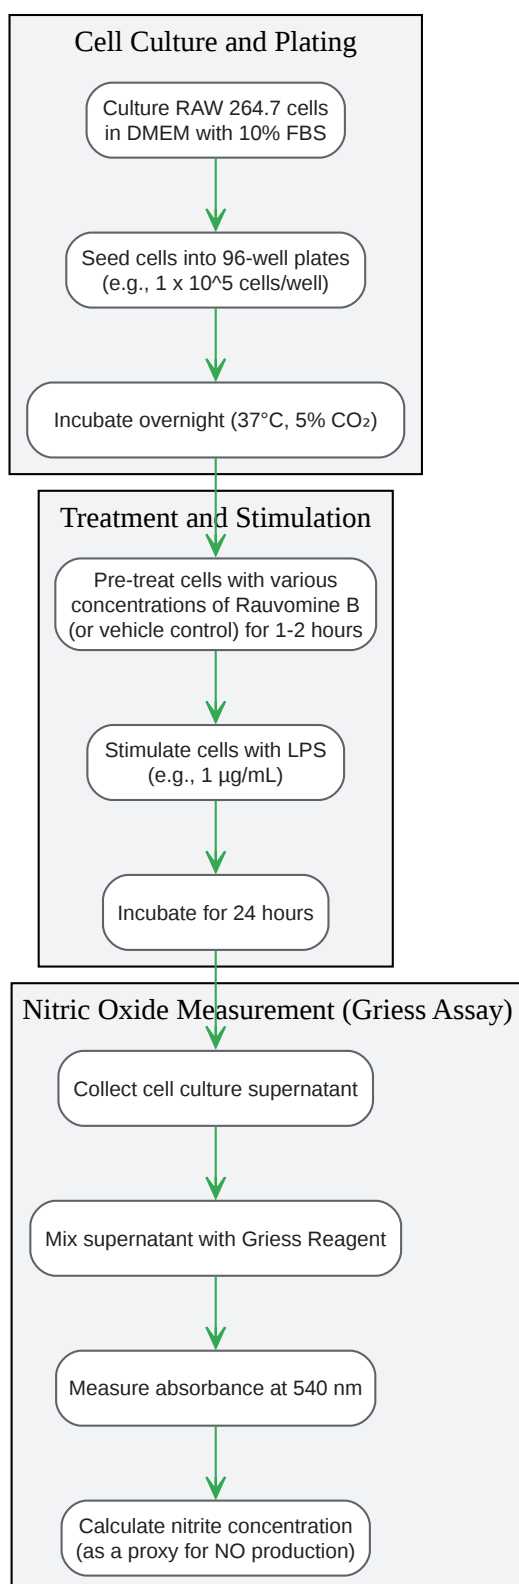 Cell Culture and Plating
Culture RAW 264.7 cells
in DMEM with 10% FBS
Seed cells into 96-well plates
(e.g., 1 x 10^5 cells/well)
Incubate overnight (37°C, 5% CO₂)
Treatment and Stimulation
Pre-treat cells with various
concentrations of Rauvomine B
(or vehicle control) for 1-2 hours
Stimulate cells with LPS
(e.g., 1 µg/mL)
Incubate for 24 hours
Nitric Oxide Measurement (Griess Assay)
Collect cell culture supernatant
Mix supernatant with Griess Reagent
Measure absorbance at 540 nm
Calculate nitrite concentration
(as a proxy for NO production)